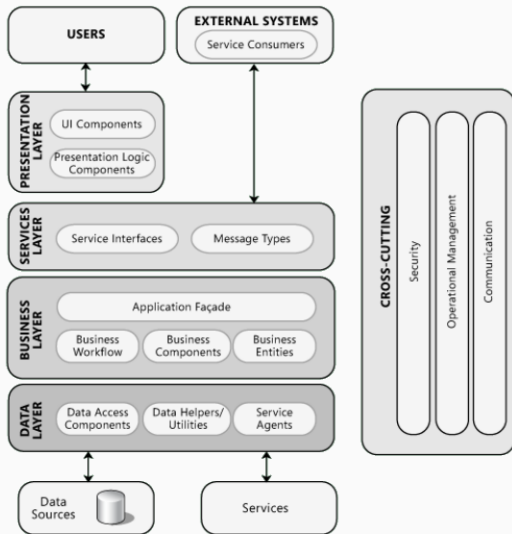 USERS
EXTERNAL SYSTEMS
Service Consumers
PRESENTATION
LAYER
UI Components
Presentation Logic
Components
SERVICES
LAYER
Service Interfaces
Message Types
BUSINESS
LAYER
Application Façade
Business
Workflow
Business
Components
Business
Entities
DATA
LAYER
Data Access
Components
Data Helpers/
Utilities
Service
Agents
Data
Sources
Services
CROSS-CUTTING
Security
Operational Management
Communication